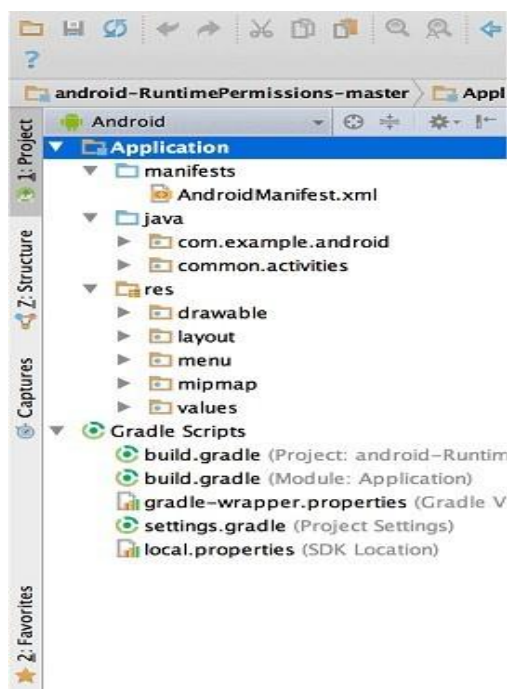 ?
android-RuntimePermissions-master
Appl
Android
Application
manifests
AndroidManifest.xml
java
com.example.android
common.activities
res
drawable
layout
menu
mipmap
values
Gradle Scripts
build.gradle (Project: android-Runtim
build.gradle (Module: Application)
gradle-wrapper.properties (Gradle V
settings.gradle (Project Settings)
local.properties (SDK Location)
1: Project
7: Structure
Captures
2: Favorites